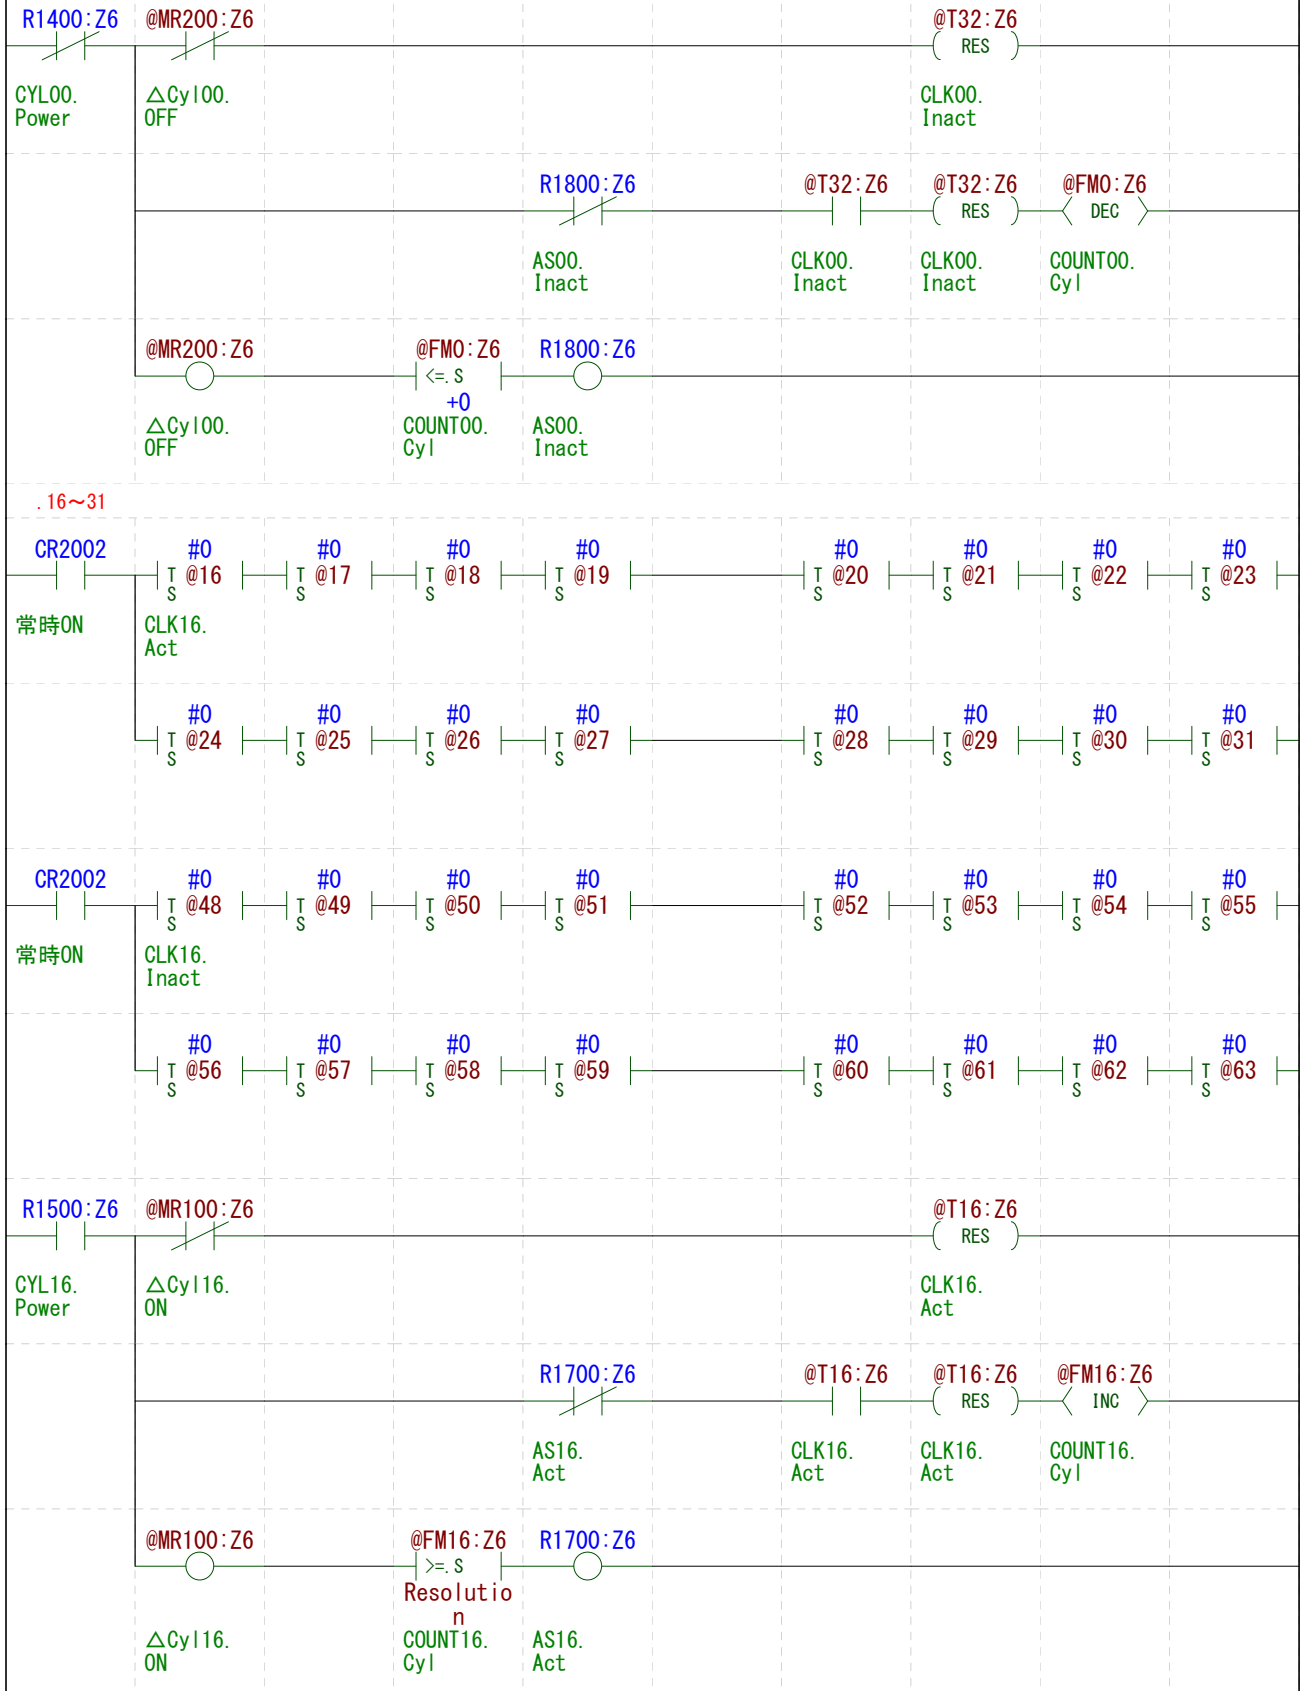 R1400:Z6 @MR200:Z6 @T32:Z6
RES
CYL00. △Cyl00. CLK00.
Power OFF Inact
R1800:Z6 @T32:Z6 @T32:Z6 @FM0:Z6
RES DEC
AS00. CLK00. CLK00. COUNT00.
Inact Inact Inact Cyl
@MR200:Z6 @FM0:Z6 R1800:Z6
<=.S
+0
△Cyl00. COUNT00. AS00.
OFF Cyl Inact
.16～31
CR2002 #0 #0 #0 #0 #0 #0 #0 #0
T @16 T @17 T @18 T @19 T @20 T @21 T @22 T @23
S S S S S S S S
常時ON CLK16.
Act
#0 #0 #0 #0 #0 #0 #0 #0
T @24 T @25 T @26 T @27 T @28 T @29 T @30 T @31
S S S S S S S S
CR2002 #0 #0 #0 #0 #0 #0 #0 #0
T @48 T @49 T @50 T @51 T @52 T @53 T @54 T @55
S S S S S S S S
常時ON CLK16.
Inact
#0 #0 #0 #0 #0 #0 #0 #0
T @56 T @57 T @58 T @59 T @60 T @61 T @62 T @63
S S S S S S S S
R1500:Z6 @MR100:Z6 @T16:Z6
RES
CYL16. △Cyl16. CLK16.
Power ON Act
R1700:Z6 @T16:Z6 @T16:Z6 @FM16:Z6
RES INC
AS16. CLK16. CLK16. COUNT16.
Act Act Act Cyl
@MR100:Z6 @FM16:Z6 R1700:Z6
>=.S
Resolutio
n
△Cyl16. COUNT16. AS16.
ON Cyl Act